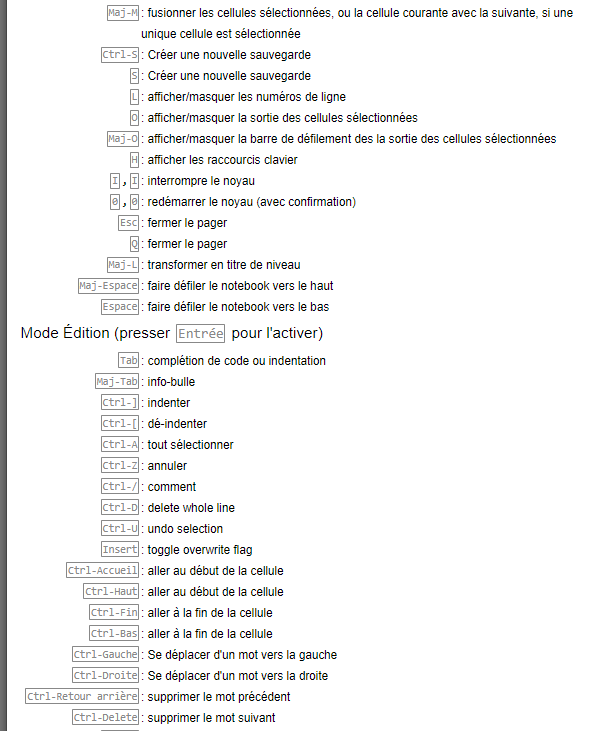 Maj-M : fusionner les cellules sélectionnées, ou la cellule courante avec la suivante, si une
unique cellule est sélectionnée
Ctrl-S : Créer une nouvelle sauvegarde
S : Créer une nouvelle sauvegarde
L : afficher/masquer les numéros de ligne
O : afficher/masquer la sortie des cellules sélectionnées
Maj-O : afficher/masquer la barre de défilement des la sortie des cellules sélectionnées
H : afficher les raccourcis clavier
I , I : interrompre le noyau
0 , 0 : redémarrer le noyau (avec confirmation)
Esc : fermer le pager
Q : fermer le pager
Maj-L : transformer en titre de niveau
Maj-Espace : faire défiler le notebook vers le haut
Espace : faire défiler le notebook vers le bas
Mode Édition (presser Entrée pour l'activer)
Tab : complétion de code ou indentation
Maj-Tab : info-bulle
Ctrl-] : indenter
Ctrl-[ : dé-indenter
Ctrl-A : tout sélectionner
Ctrl-Z : annuler
Ctrl-/ : comment
Ctrl-D : delete whole line
Ctrl-U : undo selection
Insert : toggle overwrite flag
Ctrl-Accueil : aller au début de la cellule
Ctrl-Haut : aller au début de la cellule
Ctrl-Fin : aller à la fin de la cellule
Ctrl-Bas : aller à la fin de la cellule
Ctrl-Gauche : Se déplacer d'un mot vers la gauche
Ctrl-Droite : Se déplacer d'un mot vers la droite
Ctrl-Retour arrière : supprimer le mot précédent
Ctrl-Delete : supprimer le mot suivant